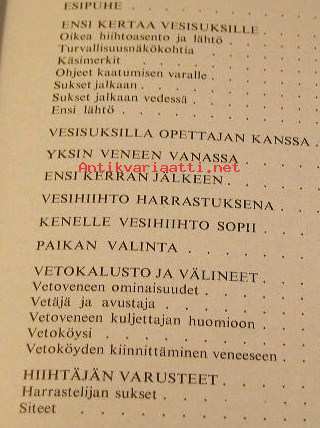 ESIPUHE . . . . .
ENSI KERTAA VESISUKSILLE . .
Oikea hiihtoasento ja lähtö . . .
Turvallisuusnäkökohtia . . . .
Käsimerkit . . . . . .
Ohjeet kaatumisen varalle . . . .
Sukset jalkaan . . . . . .
Sukset jalkaan vedessä . . . .
Ensi lähtö . . . . . .
VESISUKSILLA OPETTAJAN KANSSA .
YKSIN VENEEN VANASSA . . .
Antikvariaatti.net
ENSI KERRAN JÄLKEEN . . . .
VESIHIIHTO HARRASTUKSENA . .
KENELLE VESIHIIHTO SOPII . . .
PAIKAN VALINTA . . . . .
VETOKALUSTO JA VÄLINEET . . .
Vetoveneen ominaisuudet . . . .
Vetäjä ja avustaja . . . . .
Vetoveneen kuljettajan huomioon . .
Vetoköysi . . . . . . .
Vetoköyden kiinnittäminen veneeseen .
HIIHTÄJÄN VARUSTEET . . . .
Harrastelijan sukset . . . . .
Siteet . . . . . . .